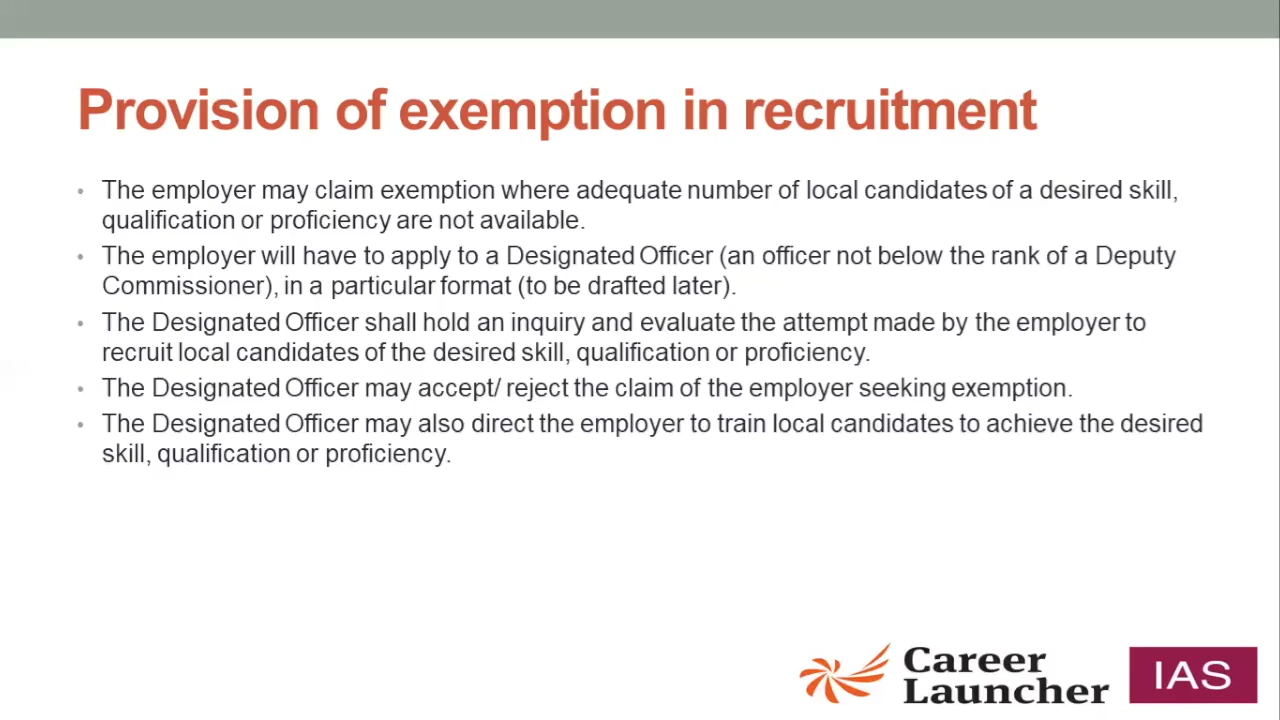 Provision of exemption in recruitment
• The employer may claim exemption where adequate number of local candidates of a desired skill,
qualification or proficiency are not available.
• The employer will have to apply to a Designated Officer (an officer not below the rank of a Deputy
Commissioner), in a particular format (to be drafted later).
• The Designated Officer shall hold an inquiry and evaluate the attempt made by the employer to
recruit local candidates of the desired skill, qualification or proficiency.
• The Designated Officer may accept/ reject the claim of the employer seeking exemption.
• The Designated Officer may also direct the employer to train local candidates to achieve the desired
skill, qualification or proficiency.
Career
Launcher
IAS